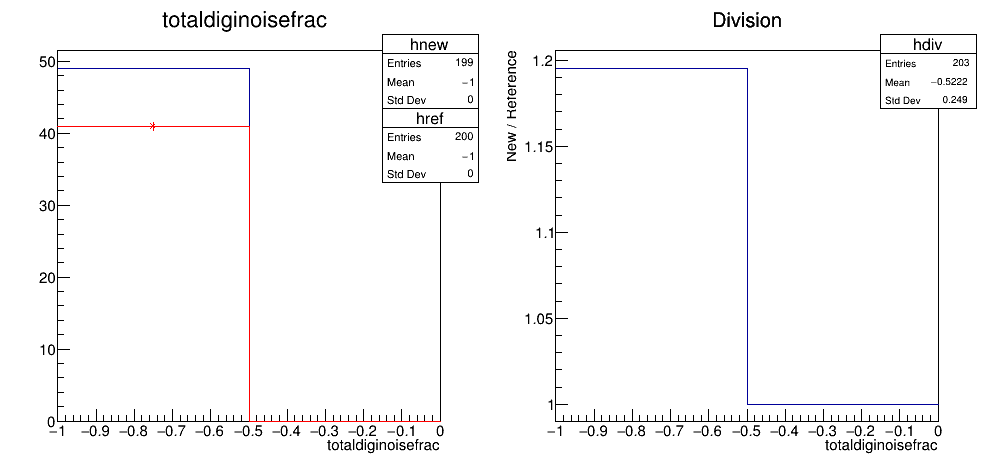 totaldiginoisefrac
hnew
Entries 199
Mean −1
Std Dev 0
href
Entries 200
Mean −1
Std Dev 0
50
40
30
20
10
0
−1 −0.9 −0.8 −0.7 −0.6 −0.5 −0.4 −0.3 −0.2 −0.1 0
totaldiginoisefrac
Division
hdiv
Entries 203
Mean −0.5222
Std Dev 0.249
New / Reference
1.2
1.15
1.1
1.05
1
−1 −0.9 −0.8 −0.7 −0.6 −0.5 −0.4 −0.3 −0.2 −0.1 0
totaldiginoisefrac